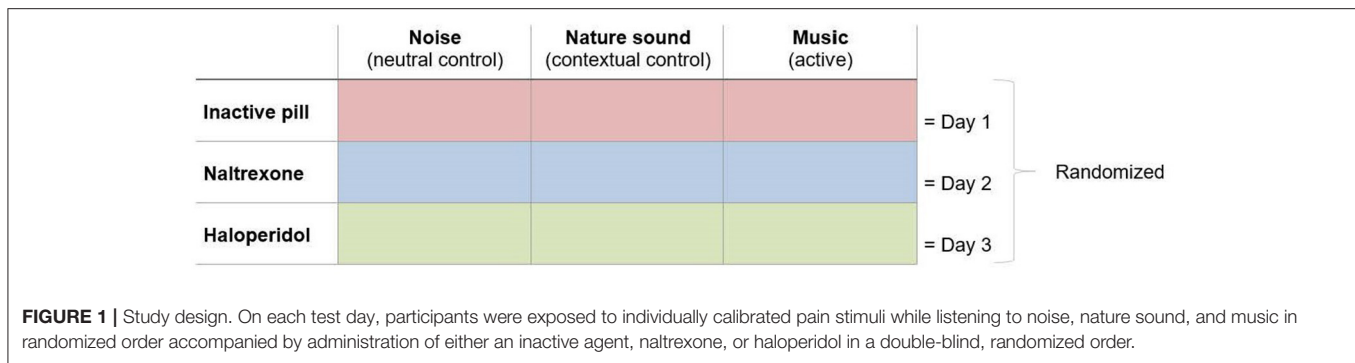 Noise Nature sound Music
(neutral control) (contextual control) (active)
Inactive pill = Day 1
Naltrexone = Day 2 Randomized
Haloperidol = Day 3
FIGURE 1 | Study design. On each test day, participants were exposed to individually calibrated pain stimuli while listening to noise, nature sound, and music in
randomized order accompanied by administration of either an inactive agent, naltrexone, or haloperidol in a double-blind, randomized order.